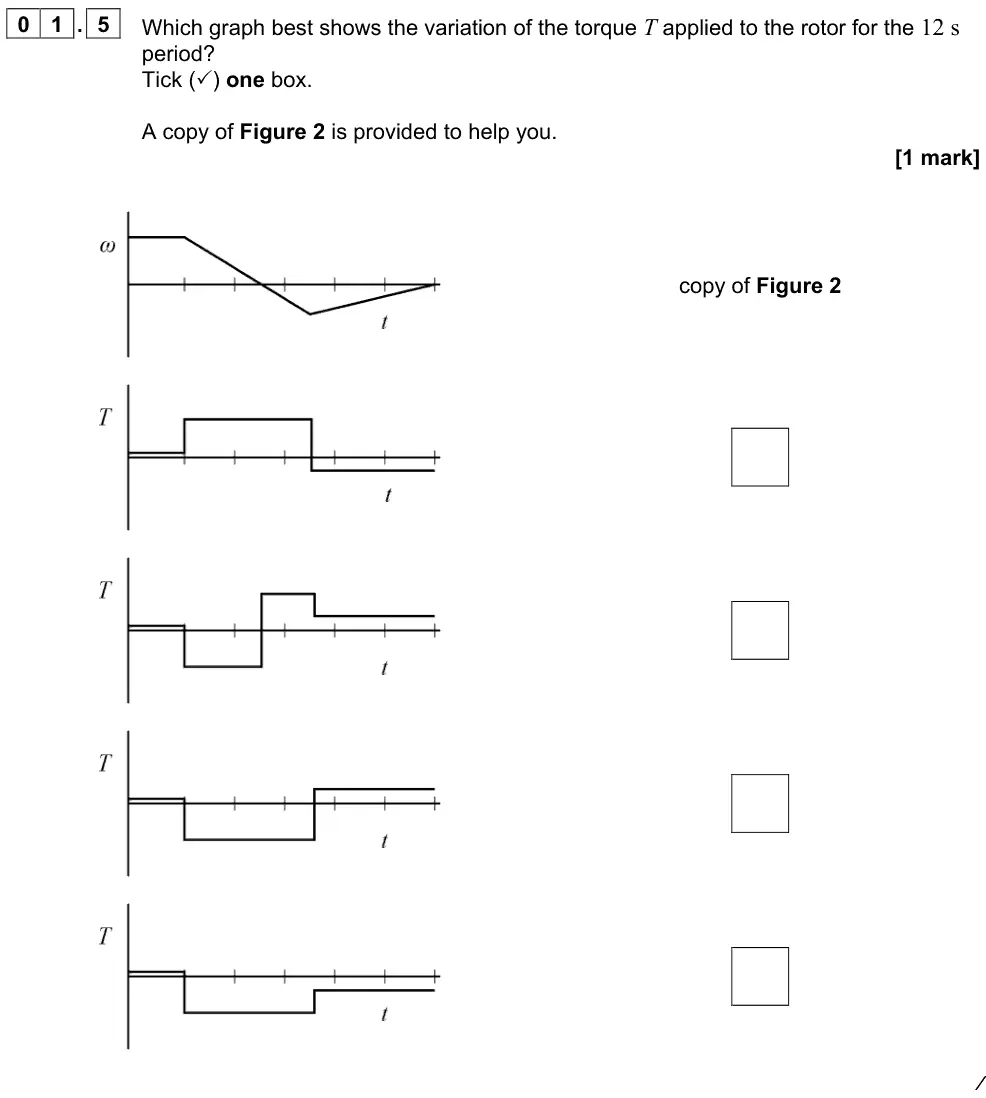 0 1 . 5 Which graph best shows the variation of the torque T applied to the rotor for the 12 s
period?
Tick (✓) one box.
A copy of Figure 2 is provided to help you.
[1 mark]
ω
t
copy of Figure 2
T
t
T
t
T
t
T
t
/